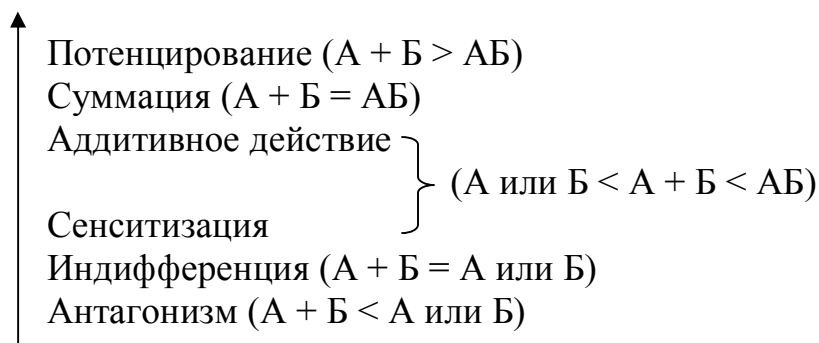 Потенцирование (А + Б > АБ)
Суммация (А + Б = АБ)
Аддитивное действие
(А или Б < А + Б < АБ)
Сенситизация
Индифференция (А + Б = А или Б)
Антагонизм (А + Б < А или Б)